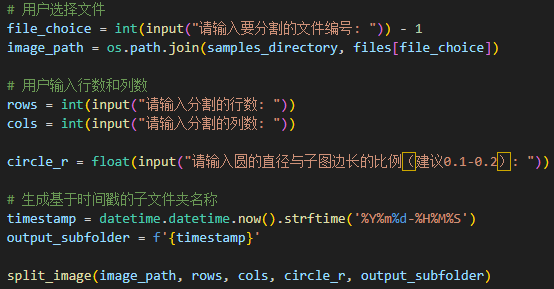 # 用户选择文件
file_choice = int(input("请输入要分割的文件编号: ")) - 1
image_path = os.path.join(samples_directory, files[file_choice])
# 用户输入行数和列数
rows = int(input("请输入分割的行数: "))
cols = int(input("请输入分割的列数: "))
circle_r = float(input("请输入圆的直径与子图边长的比例（建议0.1-0.2）: "))
# 生成基于时间戳的子文件夹名称
timestamp = datetime.datetime.now().strftime('%Y%m%d-%H%M%S')
output_subfolder = f'{timestamp}'
split_image(image_path, rows, cols, circle_r, output_subfolder)